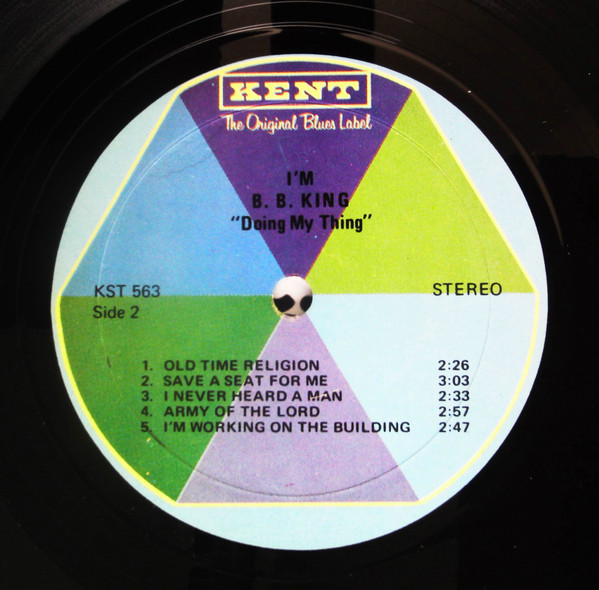 KENT
The Original Blues Label
I'M
B. B. KING
"Doing My Thing"
KST 563
STEREO
Side 2
1. OLD TIME RELIGION 2:26
2. SAVE A SEAT FOR ME 3:03
3. I NEVER HEARD A MAN 2:33
4. ARMY OF THE LORD 2:57
5. I'M WORKING ON THE BUILDING 2:47